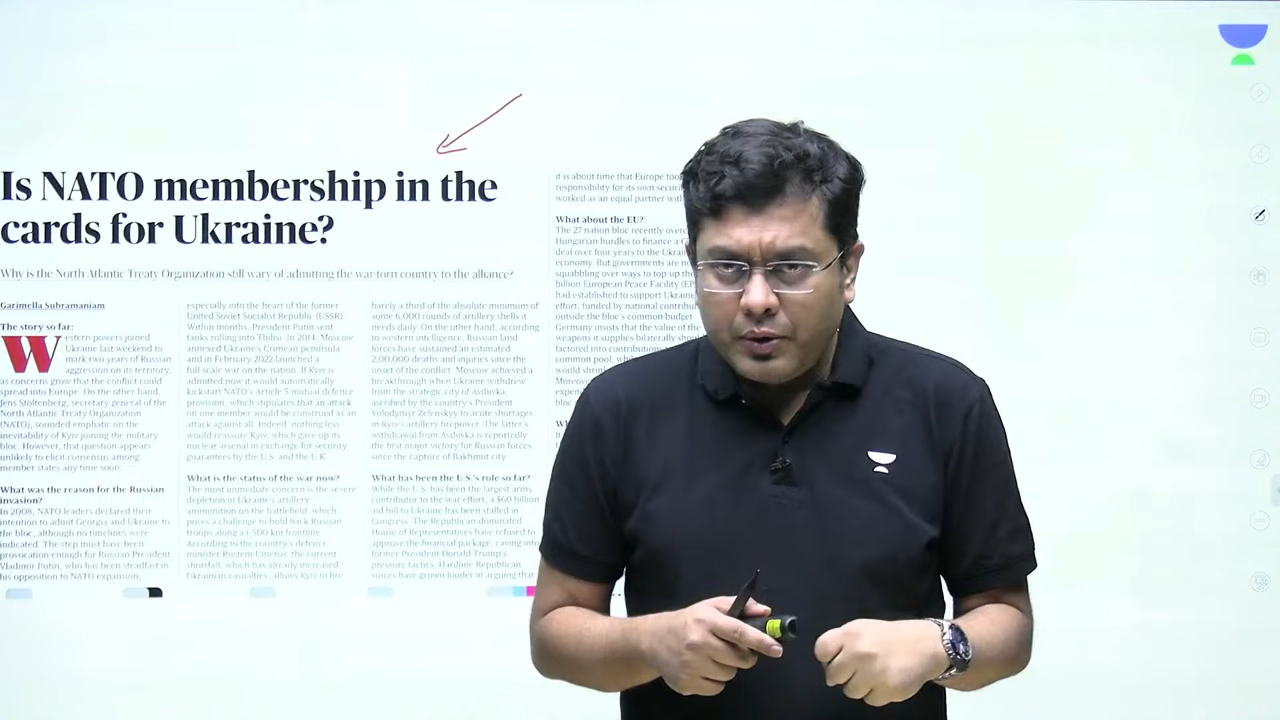 Is NATO membership in the
cards for Ukraine?
Why is the North Atlantic Treaty Organization still wary of admitting the war-torn country to the alliance?
Garimella Subramaniam
The story so far:
Western powers joined
Ukraine last weekend to
mark two years of Russian
aggression on its territory,
as concerns grow that the conflict could
spread into Europe. On the other hand,
Jens Stoltenberg, secretary general of the
North Atlantic Treaty Organization
(NATO), sounded emphatic on the
inevitability of Kyiv joining the military
bloc. However, that question appears
unlikely to elicit consensus among
member states any time soon.
What was the reason for the Russian
invasion?
In 2008, NATO leaders declared their
intention to admit Georgia and Ukraine to
the bloc, although no timelines were
indicated. The step must have been
provocation enough for Russian President
Vladimir Putin, who has been steadfast in
his opposition to NATO expansion,
especially into the heart of the former
United Soviet Socialist Republic (USSR)
Within months, President Putin sent
tanks rolling into Tbilisi. In 2014, Moscow
annexed Ukraine's Crimean peninsula
and in February 2022 launched a
full-scale war on the nation. If Kyiv is
admitted now it would automatically
kickstart NATO's Article 5 mutual defence
provision, which stipulates that an attack
on one member would be construed as an
attack against all. Indeed, nothing less
would reassure Kyiv, which gave up its
nuclear arsenal in exchange for security
guarantees by the U.S. and the U.K
What is the status of the war now?
The most immediate concern is the severe
depletion in Ukraine's artillery
ammunition on the battlefield, which
poses a challenge to hold back Russian
troops along a 1,500 km frontline
According to the country's defence
minister Rustem Umerov, the current
shortfall, which has already increased
Ukrainian casualties, allows Kyiv to fire
barely a third of the absolute minimum of
some 6,000 rounds of artillery shells it
needs daily. On the other hand, according
to western intelligence, Russian land
forces have sustained an estimated
2,00,000 deaths and injuries since the
onset of the conflict. Moscow achieved a
breakthrough when Ukraine withdrew
from the strategic city of Avdiivka,
ascribed by the country's President
Volodymyr Zelenskyy to acute shortages
in Kyiv's artillery firepower. The latter's
withdrawal from Avdiivka is reportedly
the first major victory for Russian forces
since the capture of Bakhmut city
What has been the U.S.'s role so far?
While the U.S. has been the largest arms
contributor to the war effort, a $60 billion
aid bill to Ukraine has been stalled in
Congress. The Republican dominated
House of Representatives have refused to
approve the financial package, caving into
former President Donald Trump's
pressure tactics. Hardline Republican
voices have grown louder in arguing that
it is about time that Europe took
responsibility for its own
worked as an equal partner
What about the EU?
The 27 nation bloc recently
Hungarian hurdles to finance a
deal over four years to the
economy. But governments are
squabbling over ways to top up the
billion European Peace Facility
had established to support
effort, funded by national
outside the bloc's common budget
Germany insists that the value of the
weapons it supplies bilaterally
factored into
common pool,
would
bloc